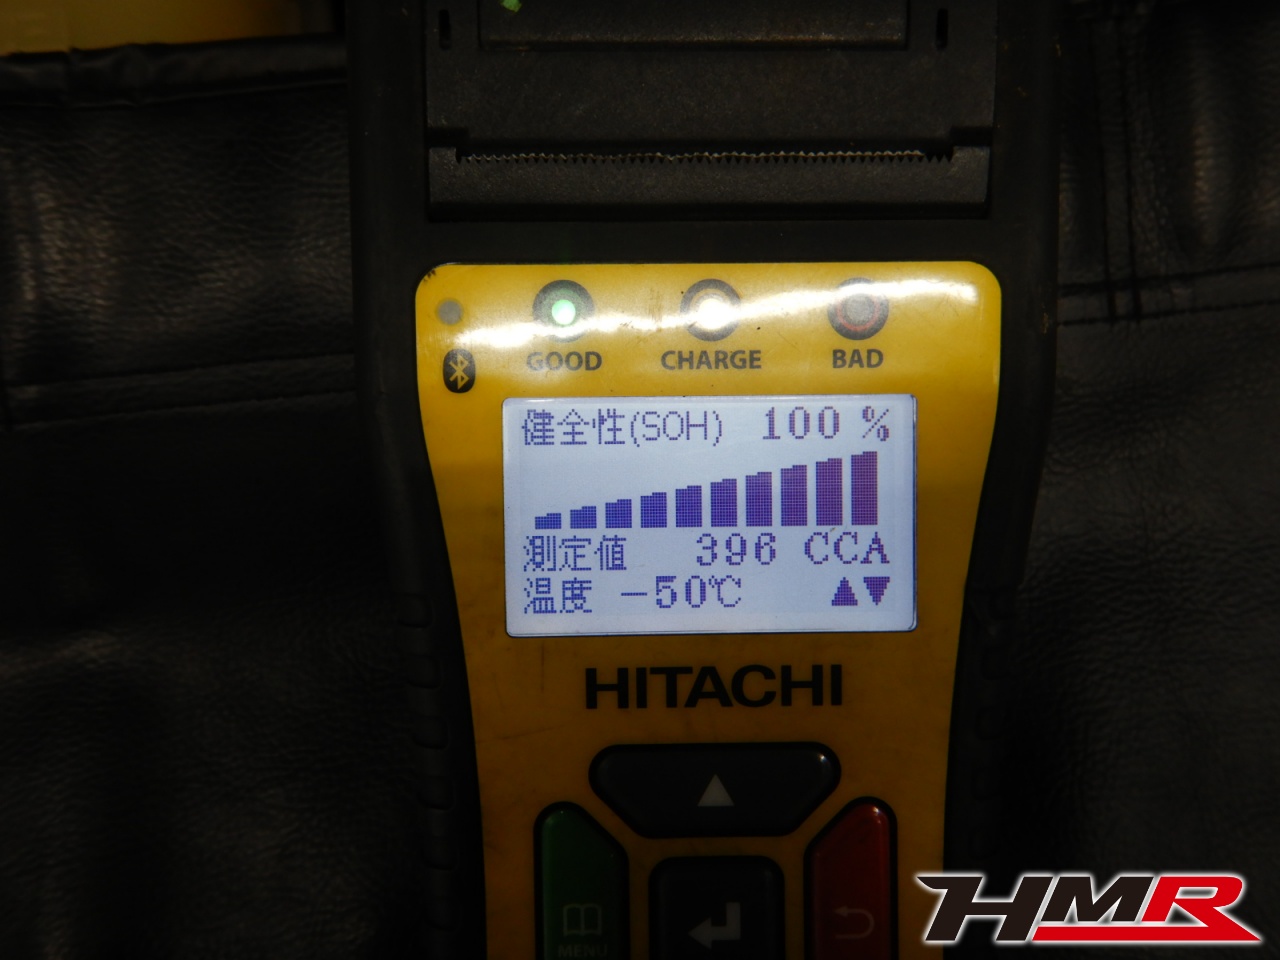 GOOD CHARGE BAD
健全性(SOH) 100 %
測定値 396 CCA
温度 -50℃ ▲▼
HITACHI
MENU
HMR